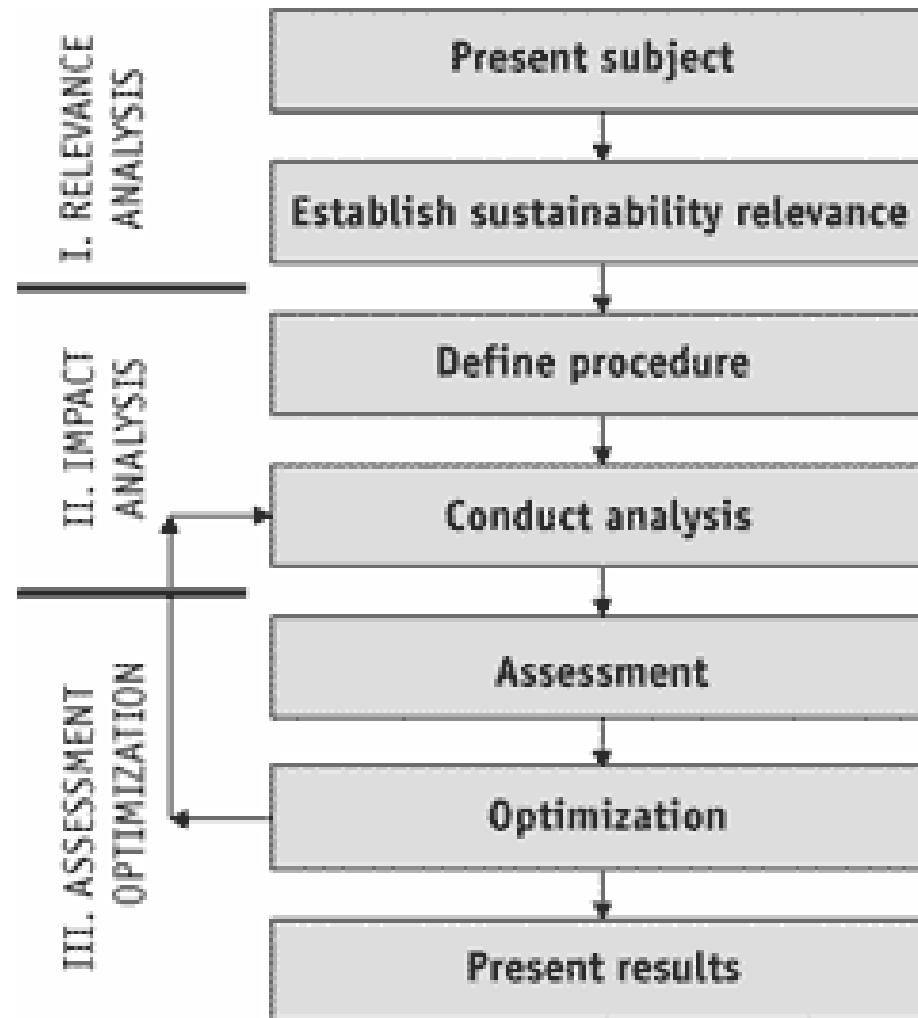 I. RELEVANCE
ANALYSIS
Present subject
Establish sustainability relevance
II. IMPACT
ANALYSIS
Define procedure
Conduct analysis
III. ASSESSMENT
OPTIMIZATION
Assessment
Optimization
Present results